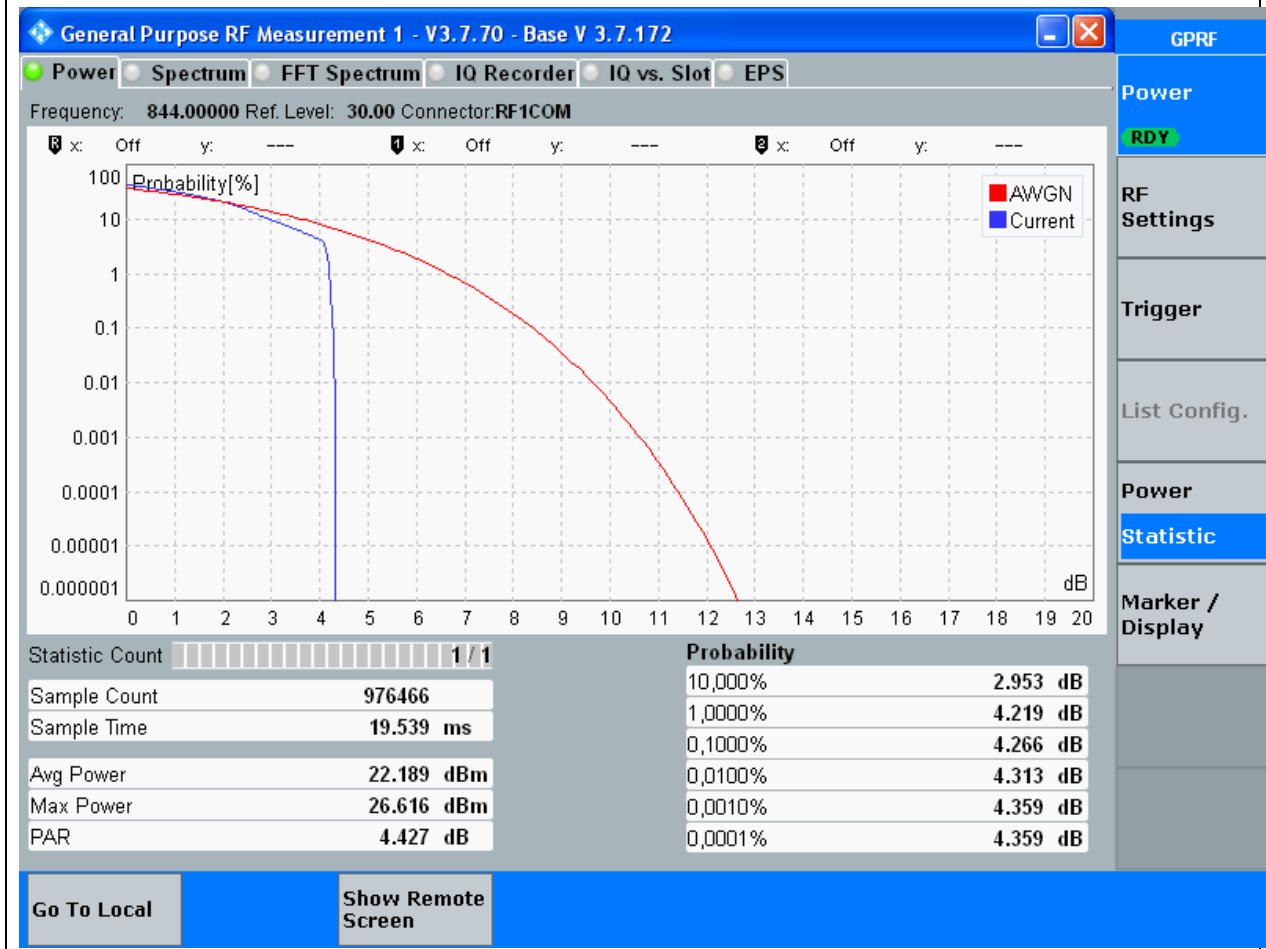 General Purpose RF Measurement 1 - V3.7.70 - Base V 3.7.172
GPRF
Power Spectrum FFT Spectrum IQ Recorder IQ vs. Slot EPS
Frequency: 844.00000 Ref. Level: 30.00 Connector:RF1COM
R x: Off y: --- 1 x: Off y: --- 2 x: Off y: ---
Probability[%]
100
10
1
0.1
0.01
0.001
0.0001
0.00001
0.000001
AWGN
Current
dB
0 1 2 3 4 5 6 7 8 9 10 11 12 13 14 15 16 17 18 19 20
Statistic Count 1 / 1
Sample Count 976466
Sample Time 19.539 ms
Avg Power 22.189 dBm
Max Power 26.616 dBm
PAR 4.427 dB
Probability
10,000% 2.953 dB
1,0000% 4.219 dB
0,1000% 4.266 dB
0,0100% 4.313 dB
0,0010% 4.359 dB
0,0001% 4.359 dB
Power
RDY
RF
Settings
Trigger
List Config.
Power
Statistic
Marker /
Display
Go To Local
Show Remote
Screen